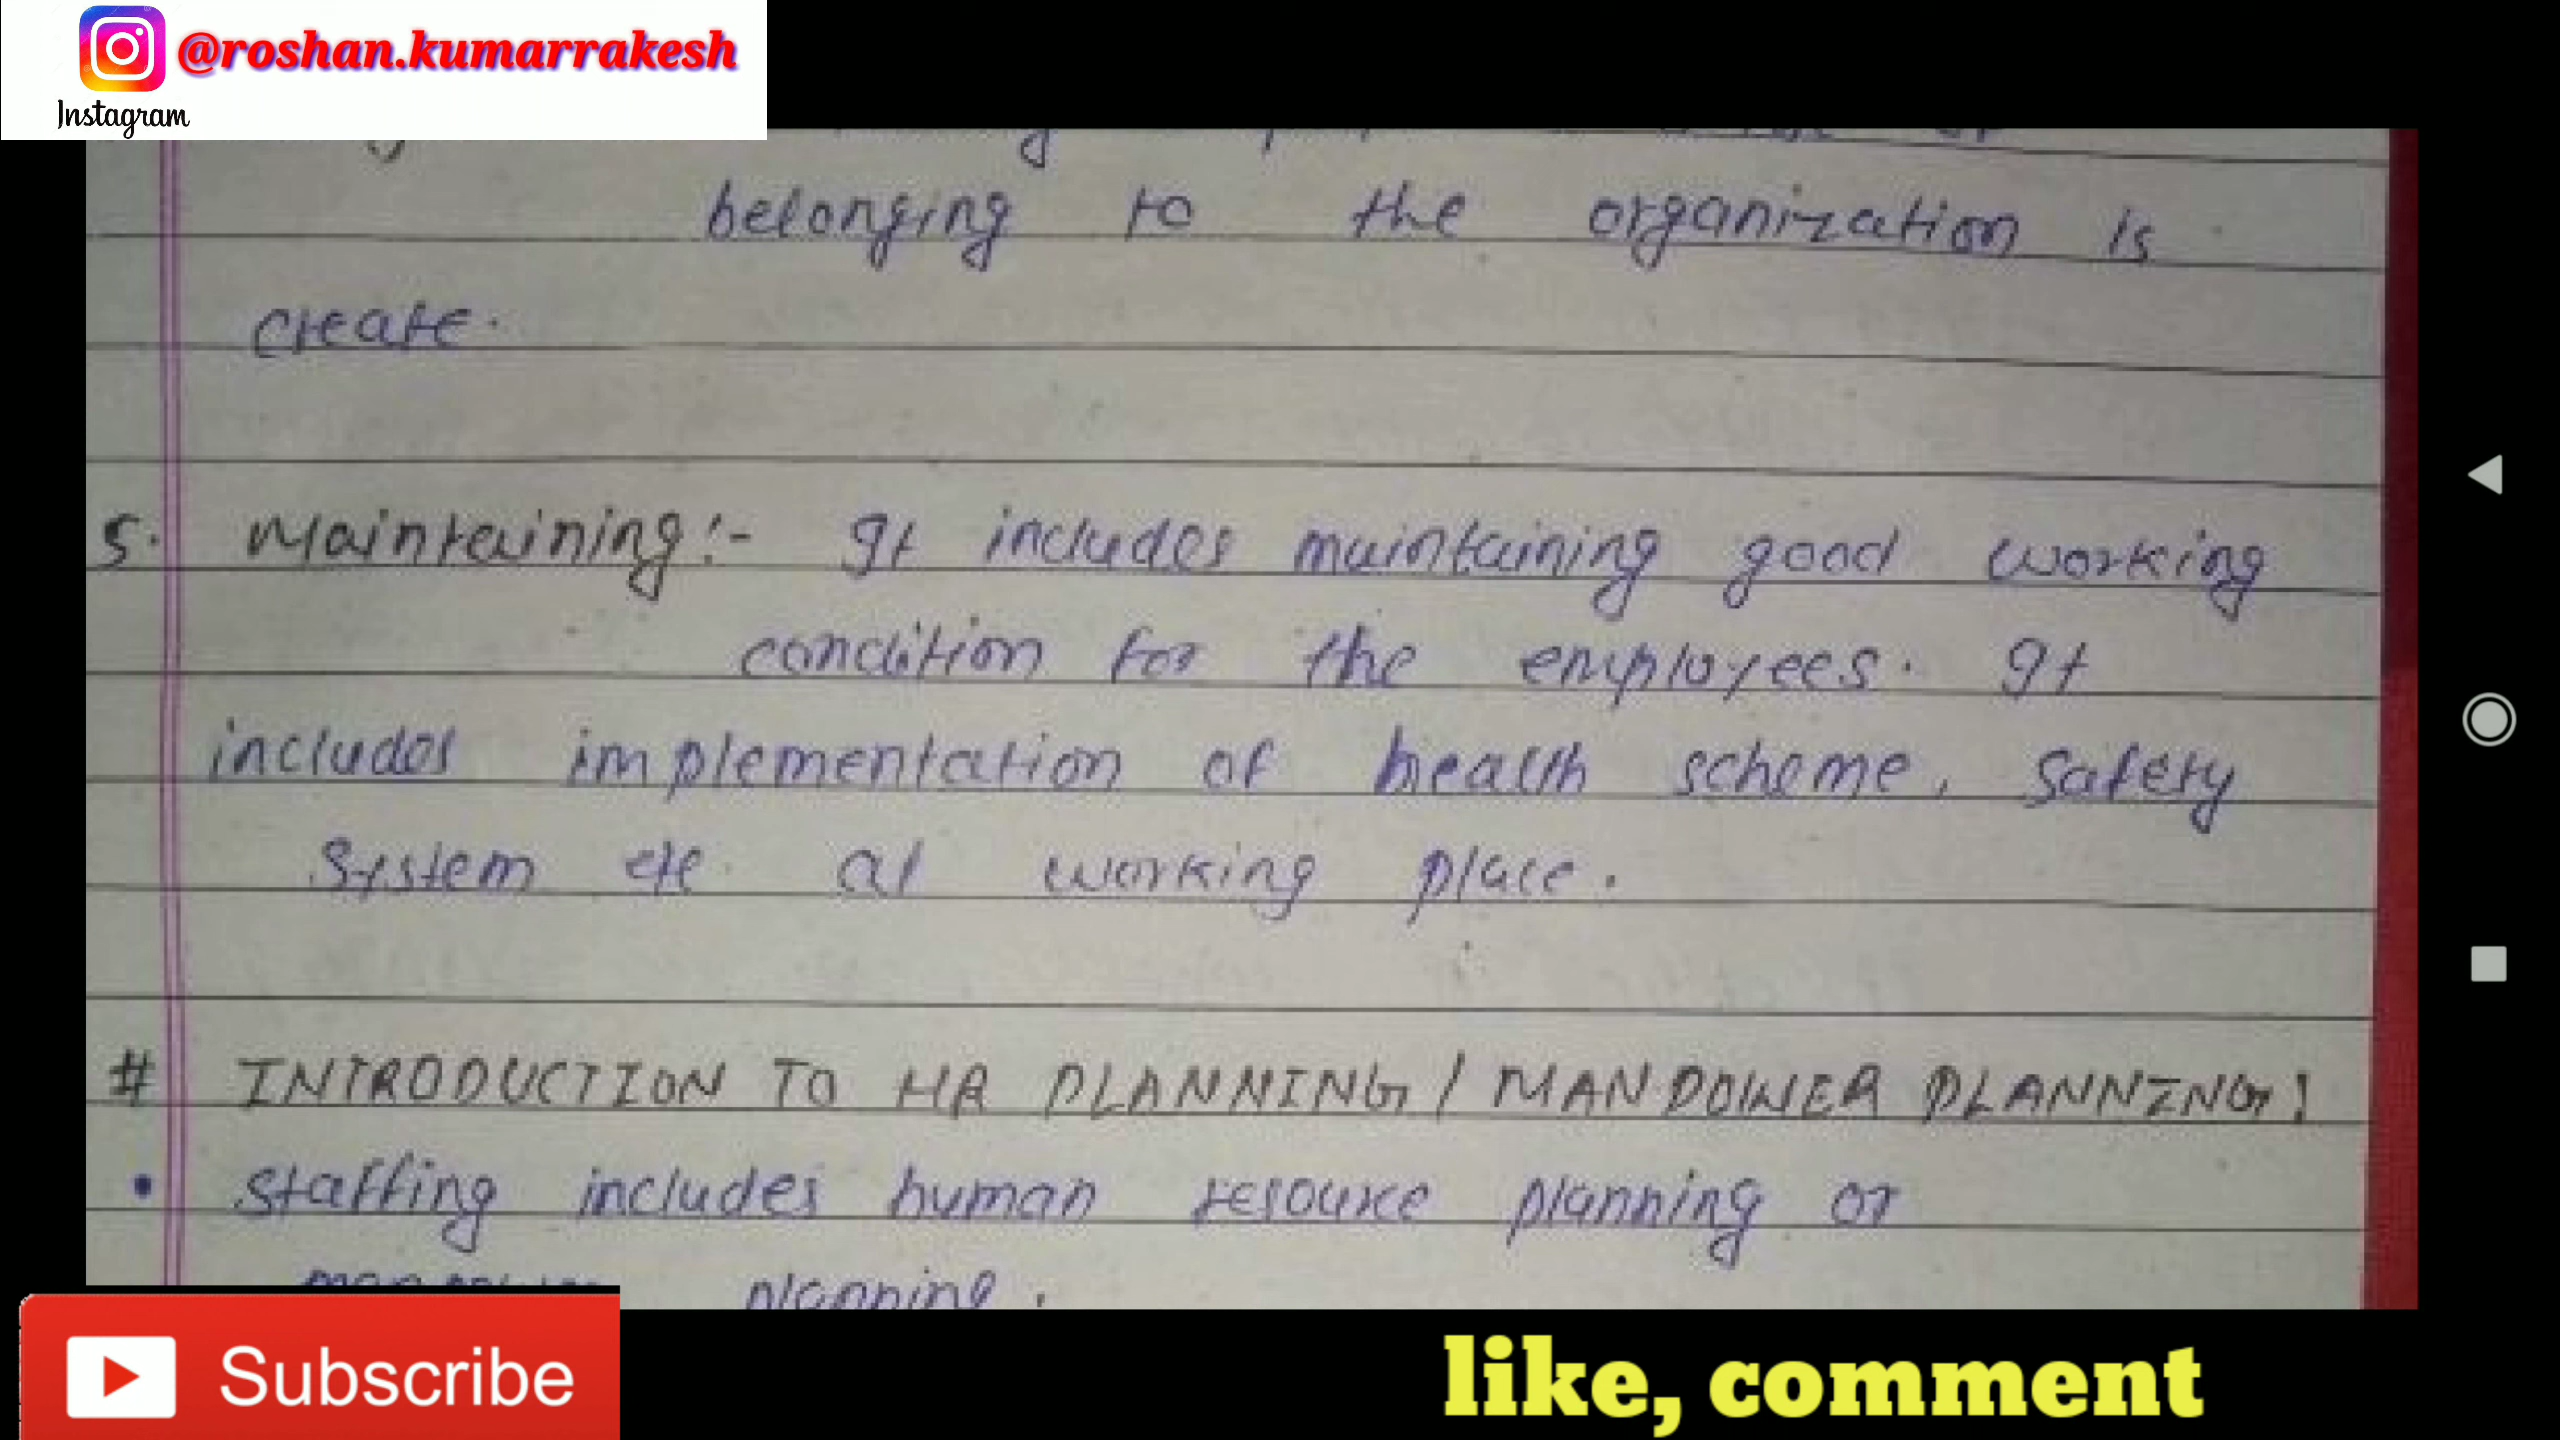 @roshan.kumarrakesh
Instagram
belonging to the organization is
create.
5. Maintaining:- It includes maintaining good working
condition for the employees. It
includes implementation of health scheme, safety
system etc. at working place.
# INTRODUCTION TO HR PLANNING / MANPOWER PLANNING:
• staffing includes human resource planning or
planning.
Subscribe
like, comment